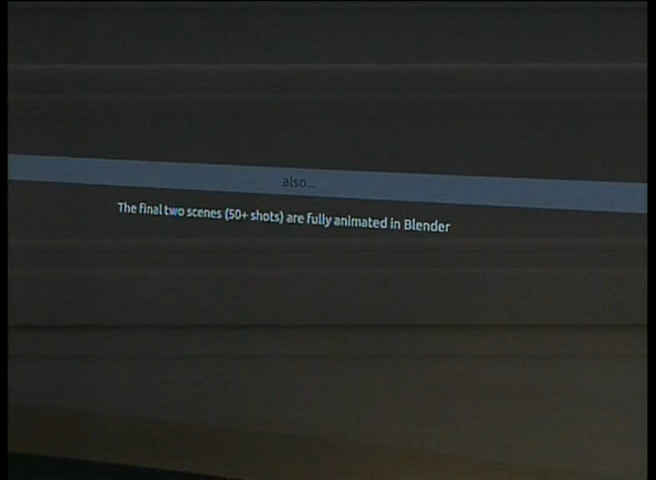 also...
The final two scenes (50+ shots) are fully animated in Blender